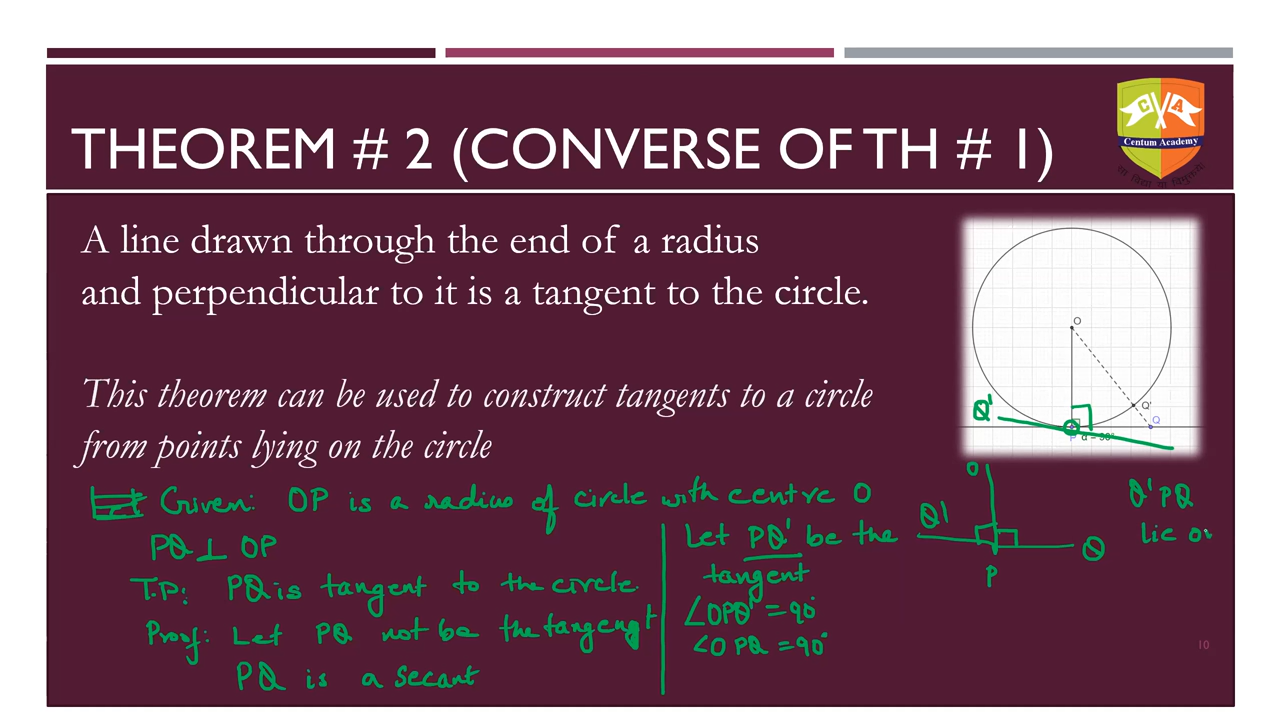 THEOREM # 2 (CONVERSE OF TH # 1)
C A
Centum Academy
A line drawn through the end of a radius
and perpendicular to it is a tangent to the circle.
This theorem can be used to construct tangents to a circle
from points lying on the circle
O
Q'
Q
P
Q'
Given: OP is a radius of circle with centre O
PQ ⊥ OP
T.P: PQ is tangent to the circle
Proof: Let PQ not be the tangengt
PQ is a secant
Let PQ' be the
tangent
∠OPQ' = 90°
∠OPQ = 90°
O
Q'
Q
P
Q'PQ
lie on
10